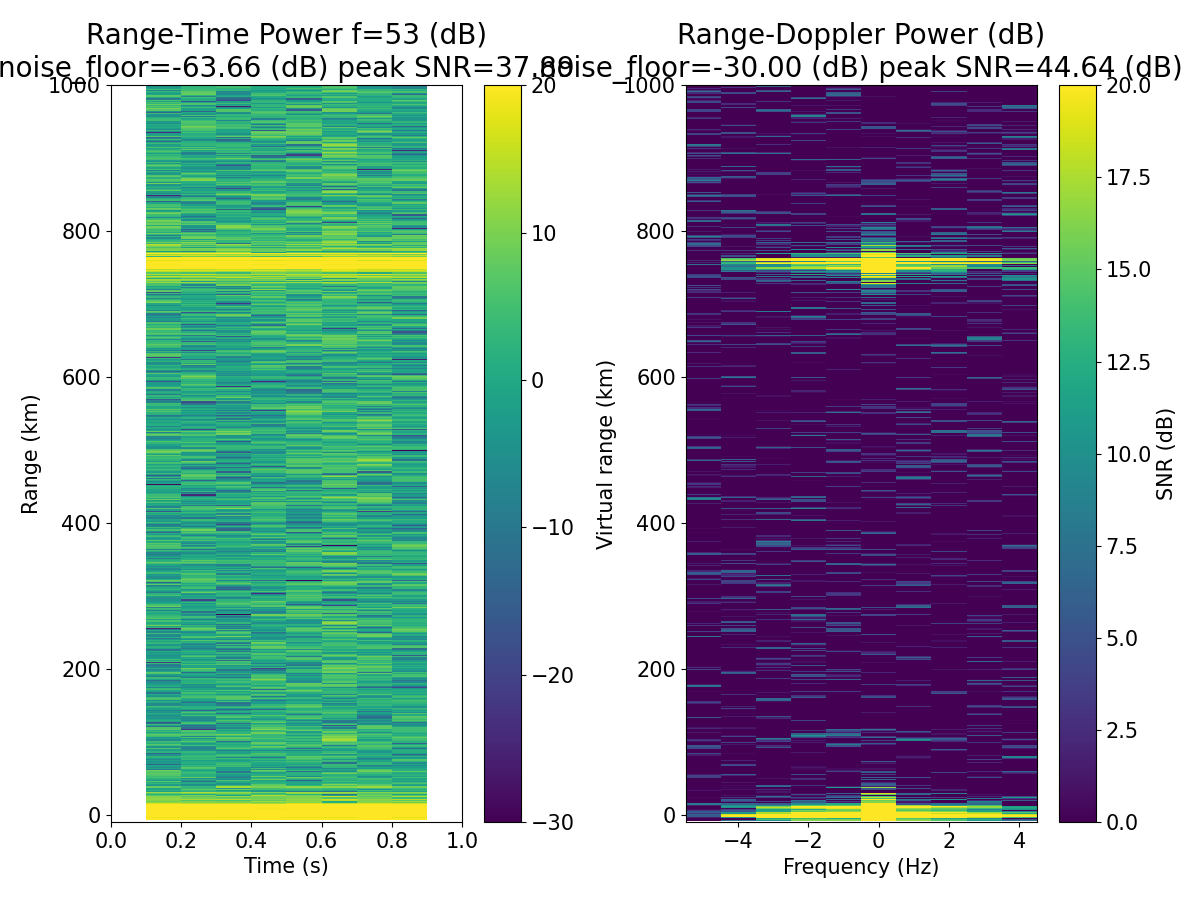 Range-Time Power f=53 (dB)
noise_floor=-63.66 (dB) peak SNR=37.
Range-Doppler Power (dB)
noise_floor=-30.00 (dB) peak SNR=44.64 (dB)
1000
800
600
400
200
0
Range (km)
0.0 0.2 0.4 0.6 0.8 1.0
Time (s)
20
10
0
−10
−20
−30
1000
800
600
400
200
0
Virtual range (km)
−4 −2 0 2 4
Frequency (Hz)
20.0
17.5
15.0
12.5
10.0
7.5
5.0
2.5
0.0
SNR (dB)